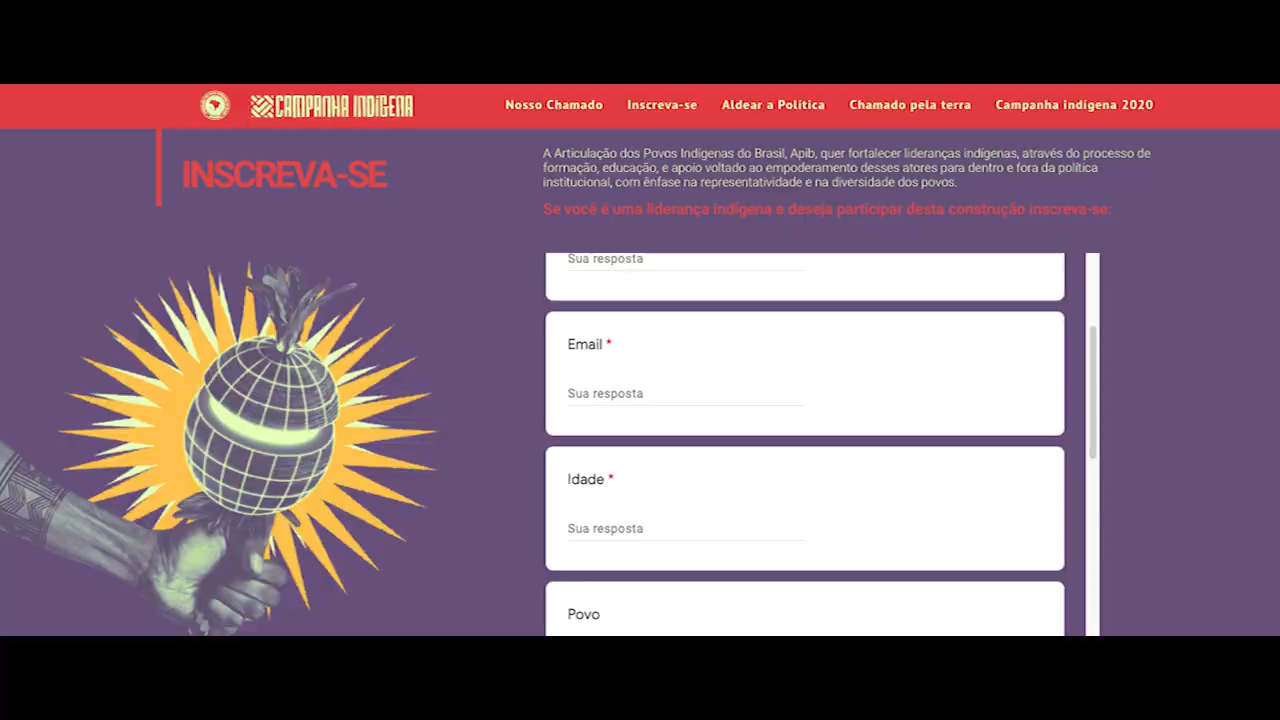 CAMPANHA INDÍGENA
Nosso Chamado
Inscreva-se
Aldear a Política
Chamado pela terra
Campanha indígena 2020
INSCREVA-SE
A Articulação dos Povos Indígenas do Brasil, Apib, quer fortalecer lideranças indígenas, através do processo de
formação, educação, e apoio voltado ao empoderamento desses atores para dentro e fora da política
institucional, com ênfase na representatividade e na diversidade dos povos.
Se você é uma liderança indígena e deseja participar desta construção inscreva-se:
Sua resposta
Email *
Sua resposta
Idade *
Sua resposta
Povo